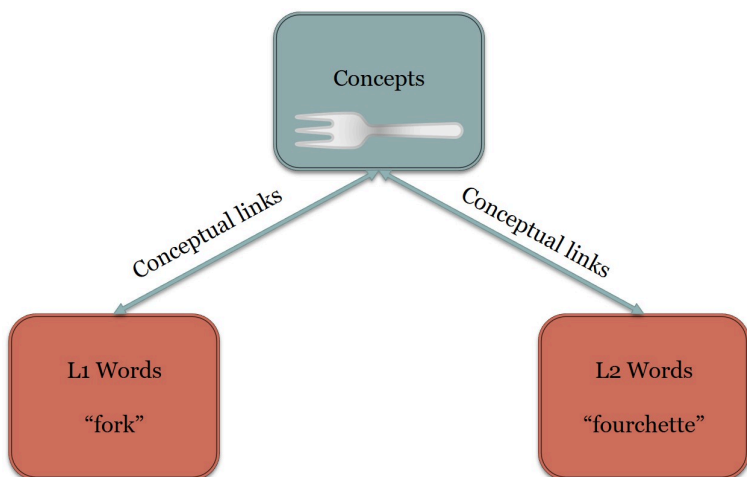 Concepts
Conceptual links
Conceptual links
L1 Words
“fork”
L2 Words
“fourchette”